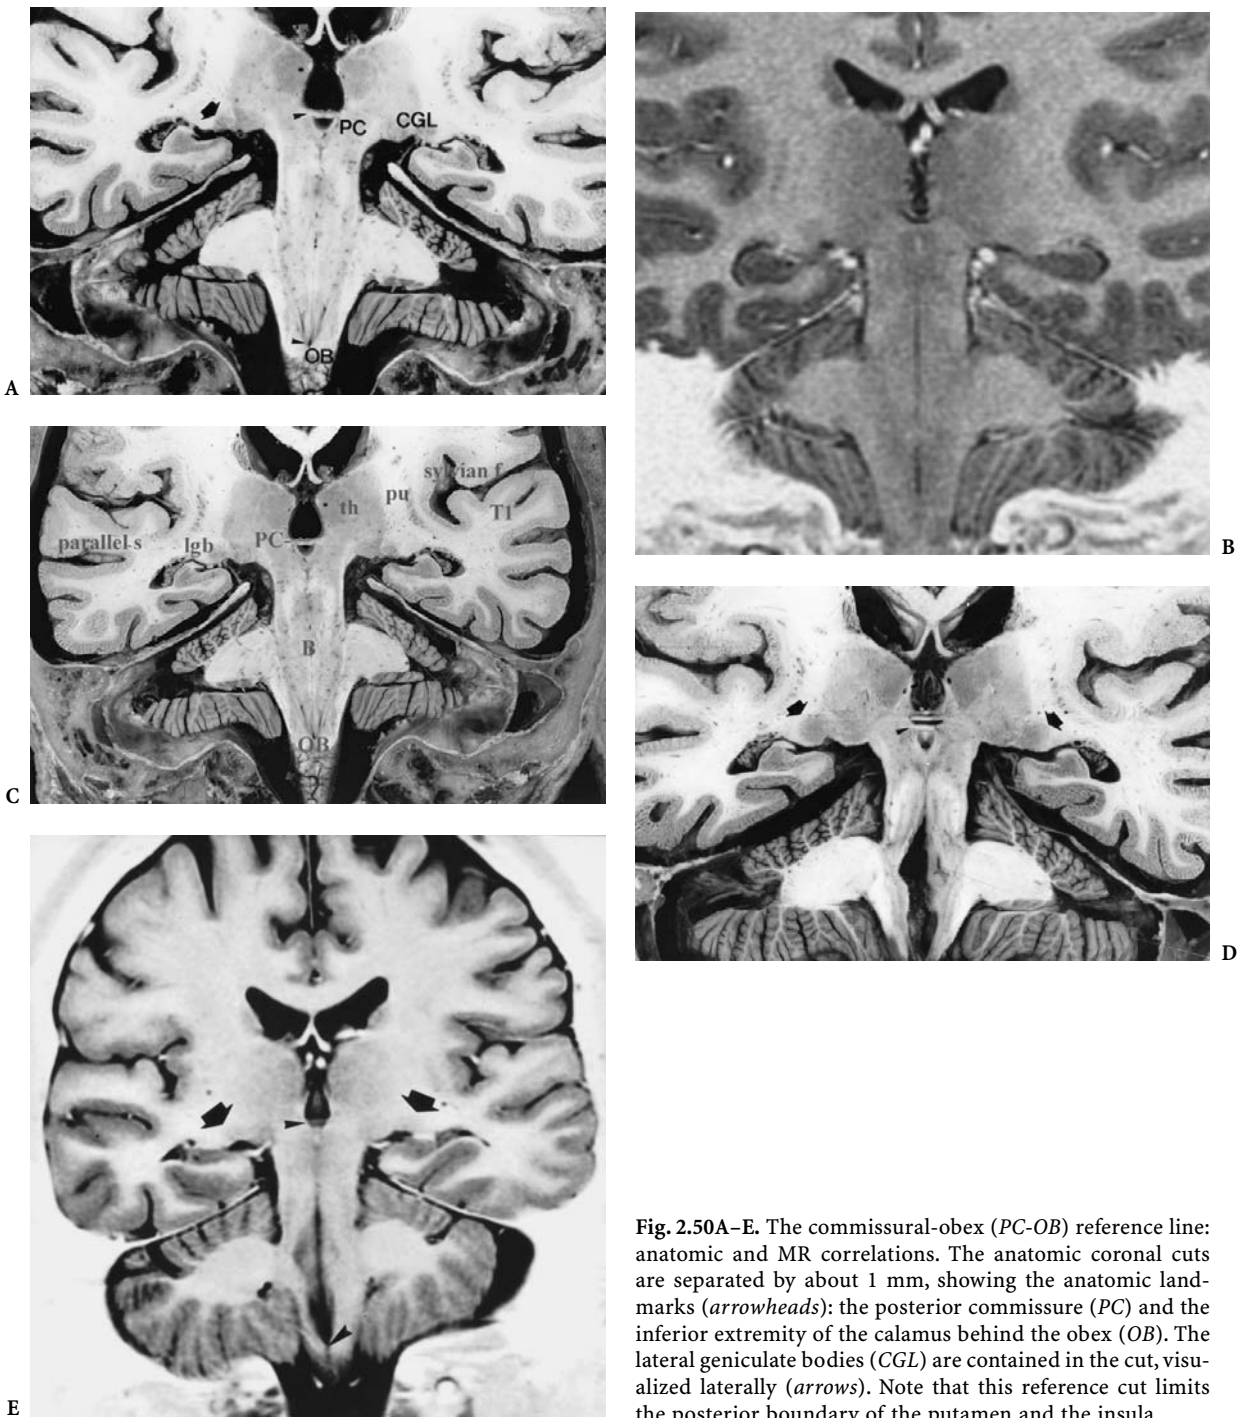 PC
CGL
OB
A
B
sylvian f
pu
th
T1
parallel s
lgb
PC-
B
OB
C
D
E
Fig. 2.50A–E. The commissural-obex (PC-OB) reference line:
anatomic and MR correlations. The anatomic coronal cuts
are separated by about 1 mm, showing the anatomic land-
marks (arrowheads): the posterior commissure (PC) and the
inferior extremity of the calamus behind the obex (OB). The
lateral geniculate bodies (CGL) are contained in the cut, visu-
alized laterally (arrows). Note that this reference cut limits
the posterior boundary of the putamen and the insula